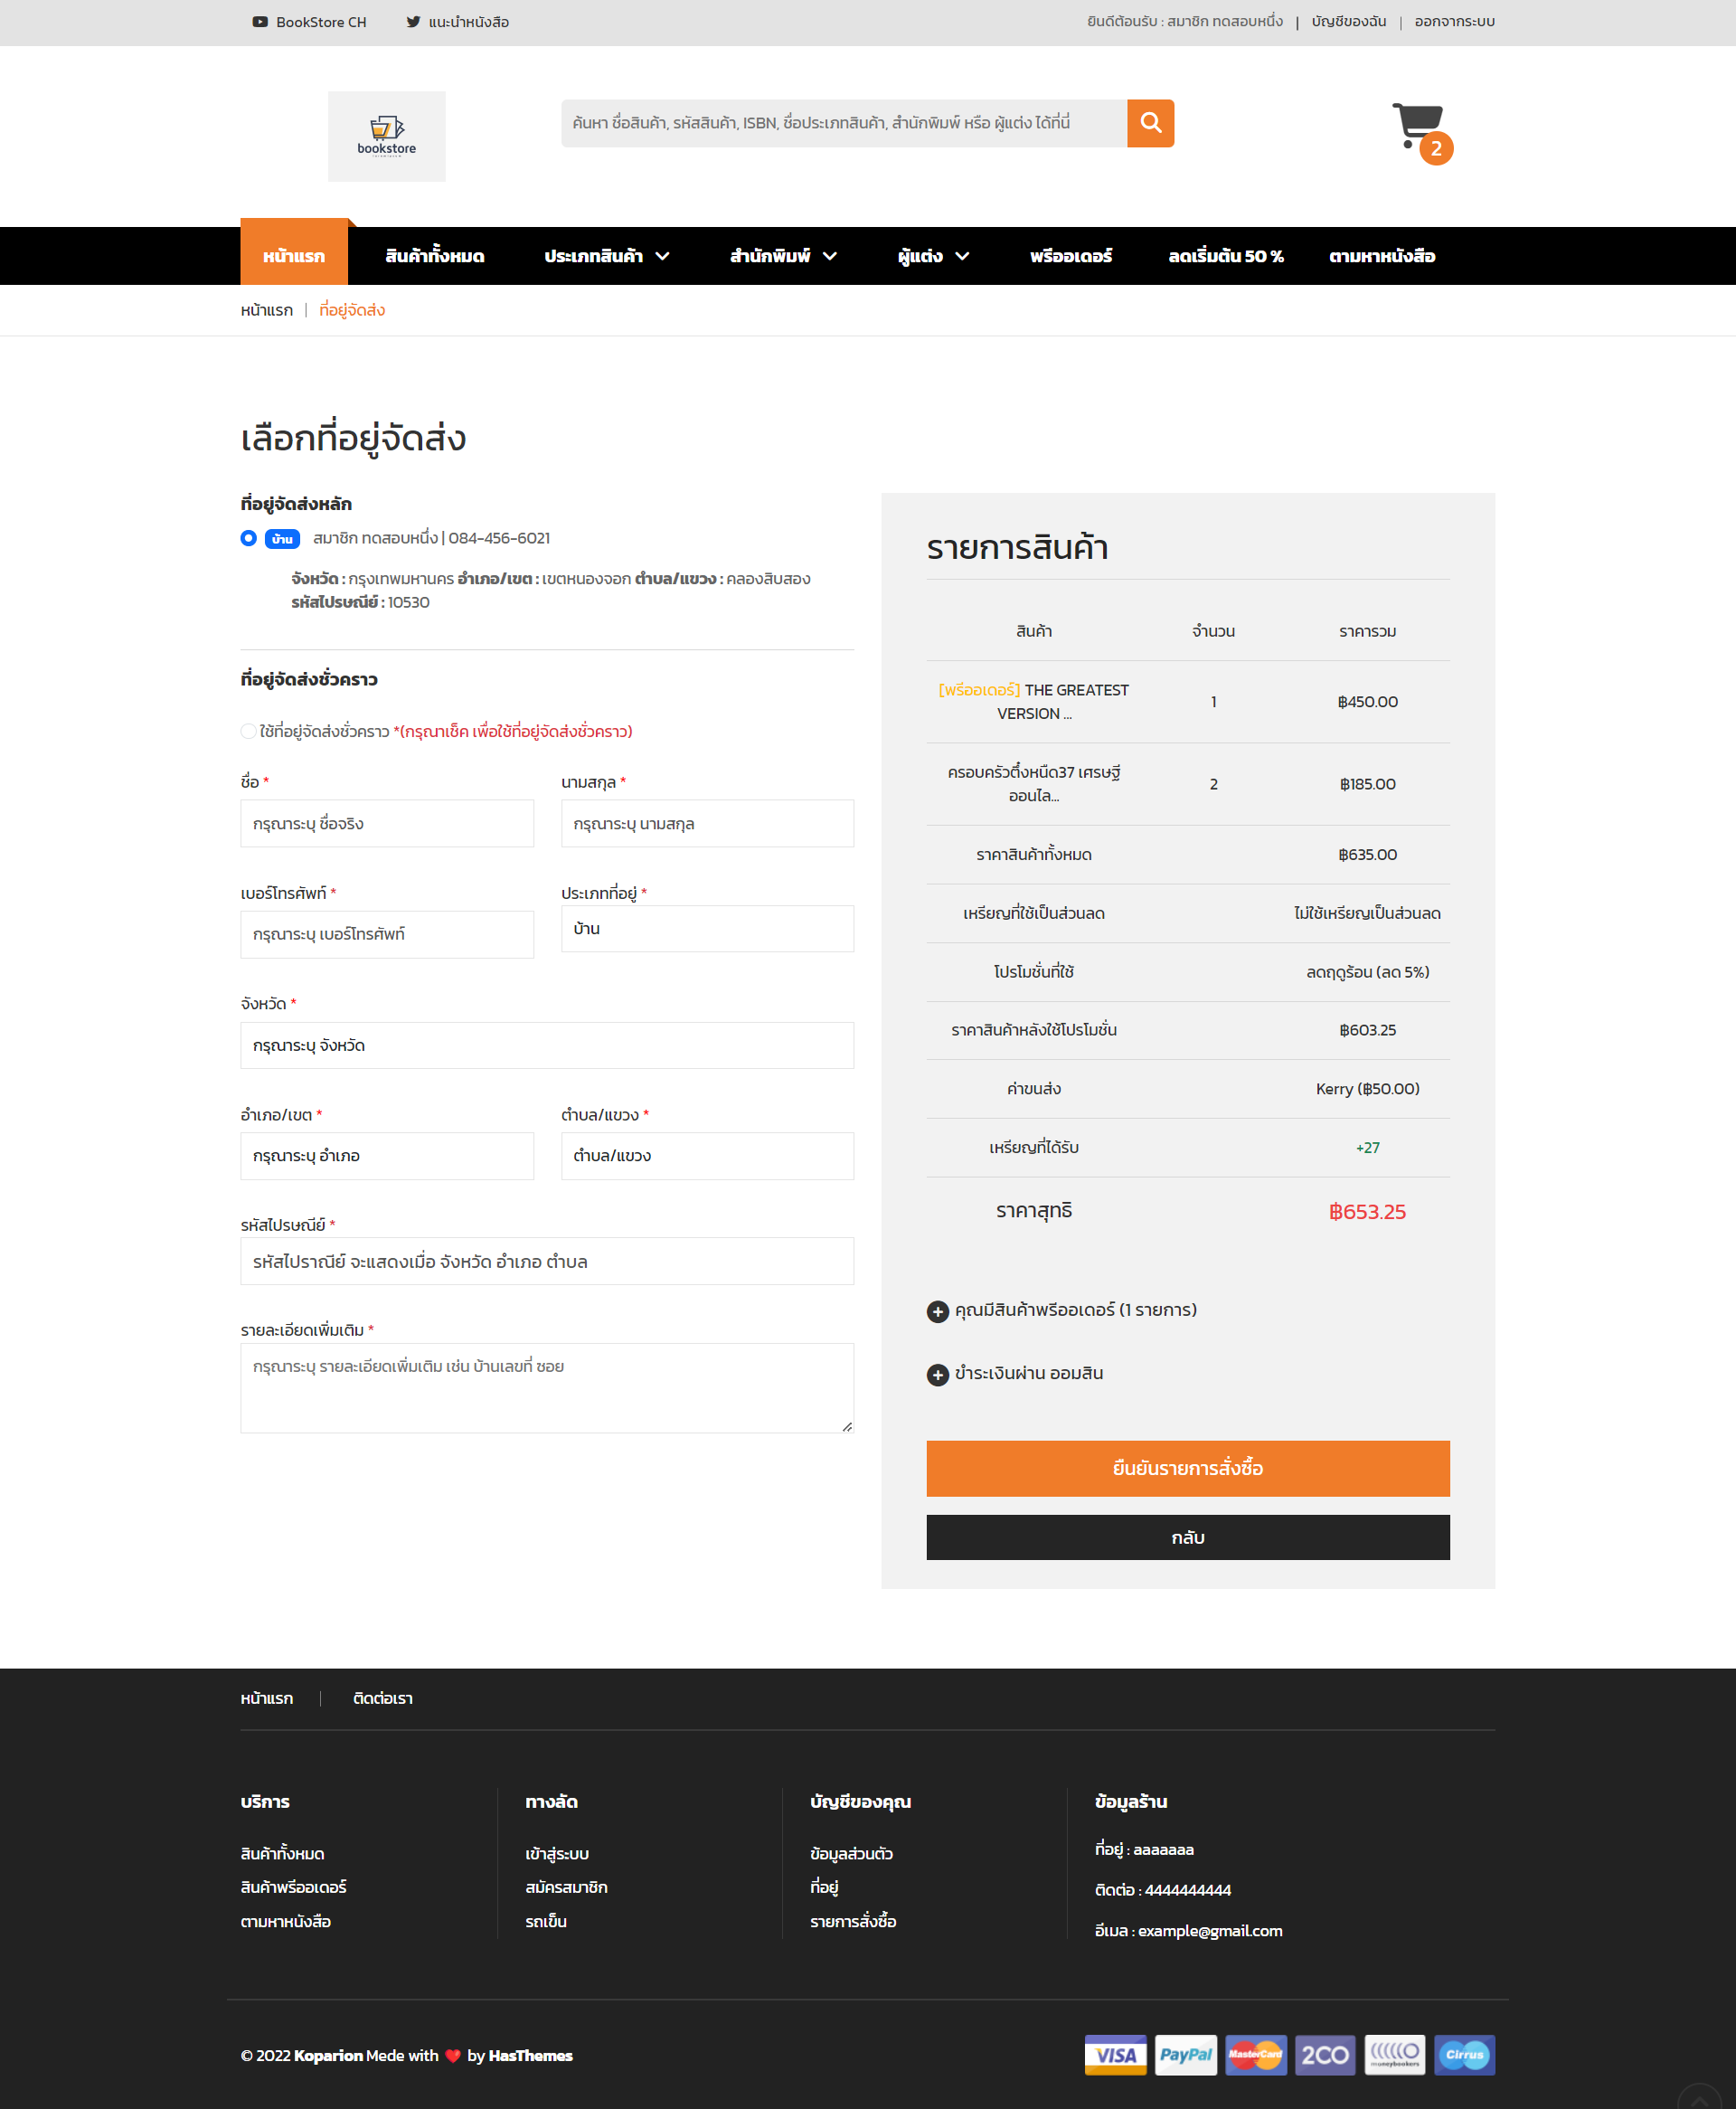 BookStore CH แนะนำหนังสือ ยินดีต้อนรับ : สมาชิก ทดสอบหนึ่ง | บัญชีของฉัน | ออกจากระบบ
bookstore
ค้นหา ชื่อสินค้า, รหัสสินค้า, ISBN, ชื่อประเภทสินค้า, สำนักพิมพ์ หรือ ผู้แต่ง ได้ที่นี่
2
หน้าแรก สินค้าทั้งหมด ประเภทสินค้า สำนักพิมพ์ ผู้แต่ง พรีออเดอร์ ลดเริ่มต้น 50 % ตามหาหนังสือ
หน้าแรก | ที่อยู่จัดส่ง
เลือกที่อยู่จัดส่ง
ที่อยู่จัดส่งหลัก
บ้าน สมาชิก ทดสอบหนึ่ง | 084-456-6021
จังหวัด : กรุงเทพมหานคร อำเภอ/เขต : เขตหนองจอก ตำบล/แขวง : คลองสิบสอง
รหัสไปรษณีย์ : 10530
ที่อยู่จัดส่งชั่วคราว
ใช้ที่อยู่จัดส่งชั่วคราว *(กรุณาเช็ค เพื่อใช้ที่อยู่จัดส่งชั่วคราว)
ชื่อ * นามสกุล *
กรุณาระบุ ชื่อจริง กรุณาระบุ นามสกุล
เบอร์โทรศัพท์ * ประเภทที่อยู่ *
กรุณาระบุ เบอร์โทรศัพท์ บ้าน
จังหวัด *
กรุณาระบุ จังหวัด
อำเภอ/เขต * ตำบล/แขวง *
กรุณาระบุ อำเภอ ตำบล/แขวง
รหัสไปรษณีย์ *
รหัสไปราณีย์ จะแสดงเมื่อ จังหวัด อำเภอ ตำบล
รายละเอียดเพิ่มเติม *
กรุณาระบุ รายละเอียดเพิ่มเติม เช่น บ้านเลขที่ ซอย
รายการสินค้า
สินค้า จำนวน ราคารวม
[พรีออเดอร์] THE GREATEST
VERSION ... 1 ฿450.00
ครอบครัวตึ๋งหนืด37 เศรษฐี
ออนไล... 2 ฿185.00
ราคาสินค้าทั้งหมด ฿635.00
เหรียญที่ใช้เป็นส่วนลด ไม่ใช้เหรียญเป็นส่วนลด
โปรโมชั่นที่ใช้ ลดฤดูร้อน (ลด 5%)
ราคาสินค้าหลังใช้โปรโมชั่น ฿603.25
ค่าขนส่ง Kerry (฿50.00)
เหรียญที่ได้รับ +27
ราคาสุทธิ ฿653.25
คุณมีสินค้าพรีออเดอร์ (1 รายการ)
ชำระเงินผ่าน ออมสิน
ยืนยันรายการสั่งซื้อ
กลับ
หน้าแรก | ติดต่อเรา
บริการ
สินค้าทั้งหมด
สินค้าพรีออเดอร์
ตามหาหนังสือ
ทางลัด
เข้าสู่ระบบ
สมัครสมาชิก
รถเข็น
บัญชีของคุณ
ข้อมูลส่วนตัว
ที่อยู่
รายการสั่งซื้อ
ข้อมูลร้าน
ที่อยู่ : aaaaaaa
ติดต่อ : 4444444444
อีเมล : example@gmail.com
© 2022 Koparion Made with ❤️ by HasThemes
VISA PayPal MasterCard 2CO moneybookers Cirrus